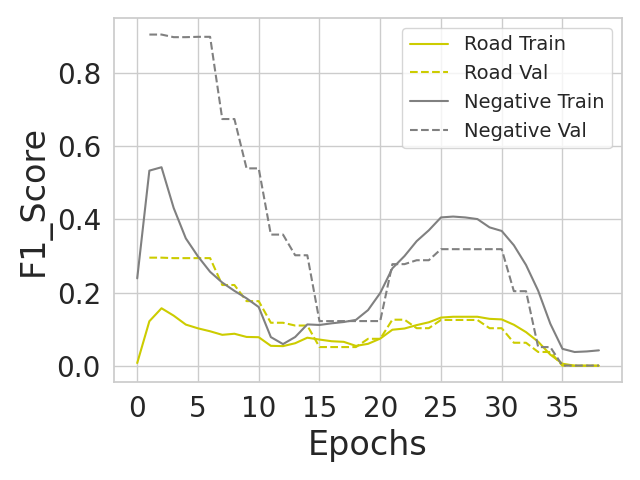 Road Train
Road Val
Negative Train
Negative Val
F1_Score
0.8
0.6
0.4
0.2
0.0
0 5 10 15 20 25 30 35
Epochs